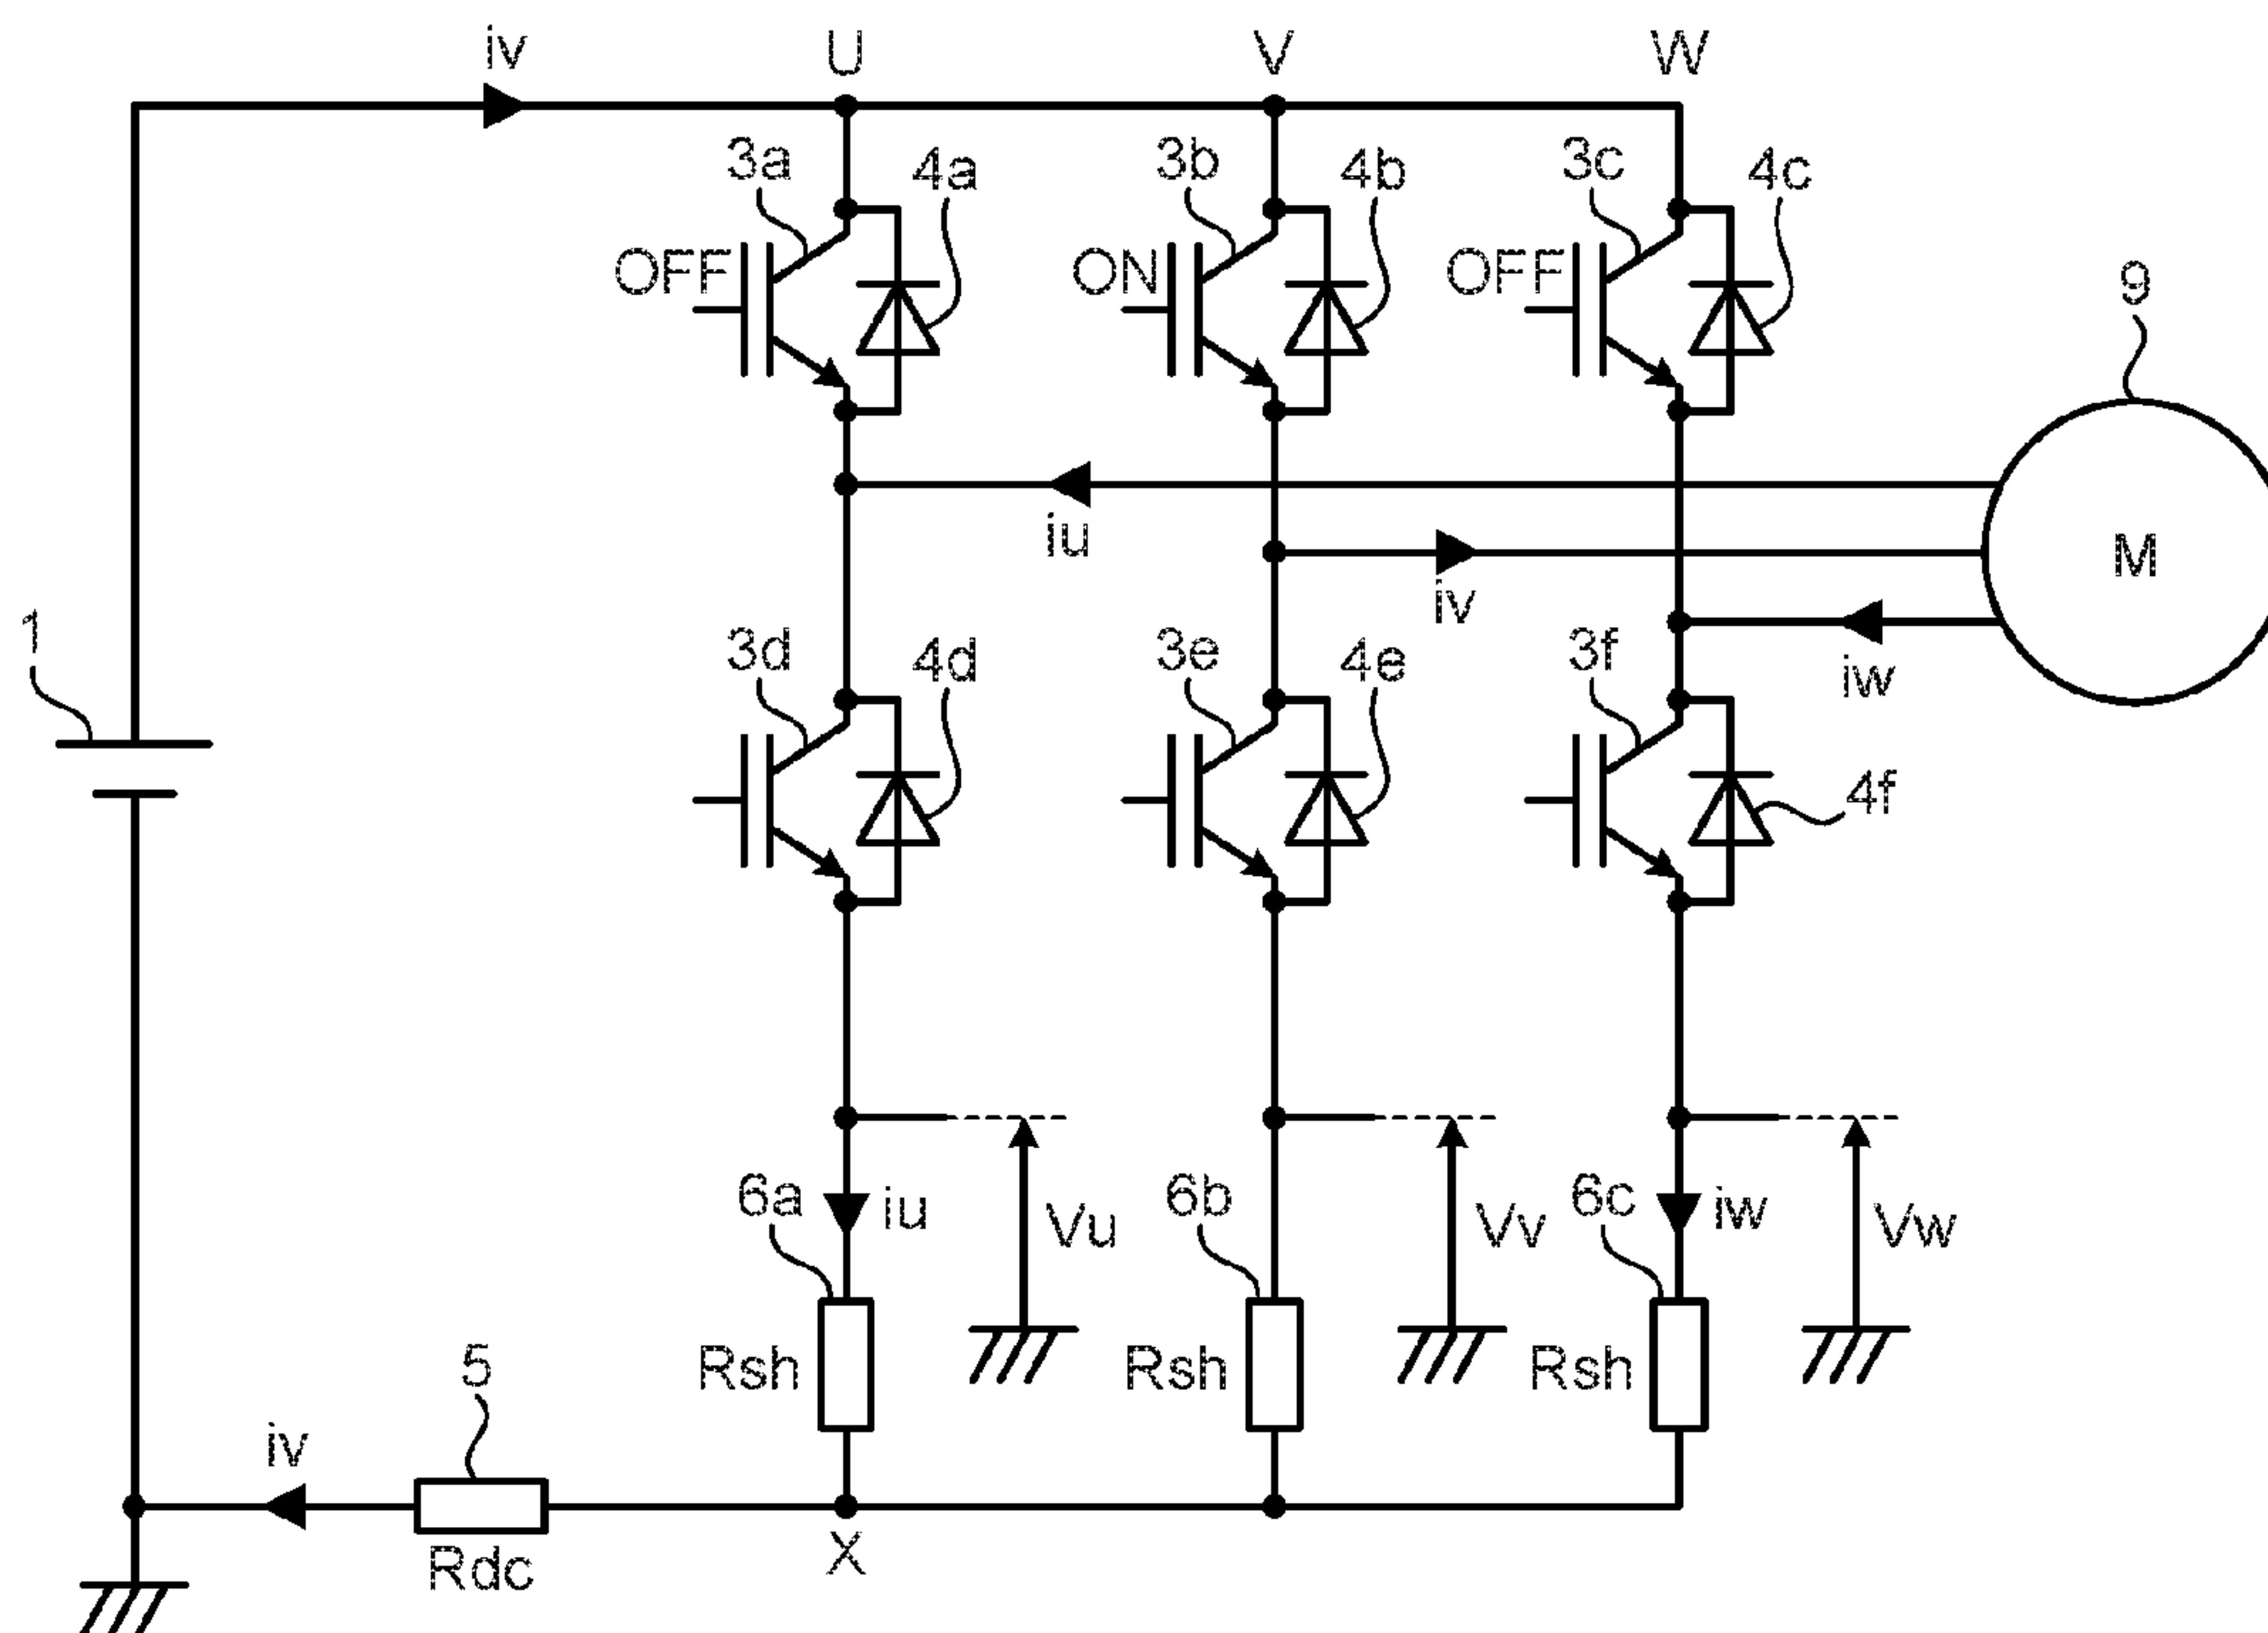 iv U V W
3a 4a 3b 4b 3c 4c
OFF ON OFF 9
iu M
iv
1 3d 4d 3e 4e 3f iw
4f
6a iu Vu 6b Vv 6c iw Vw
5 Rsh Rsh Rsh
iv
Rdc X